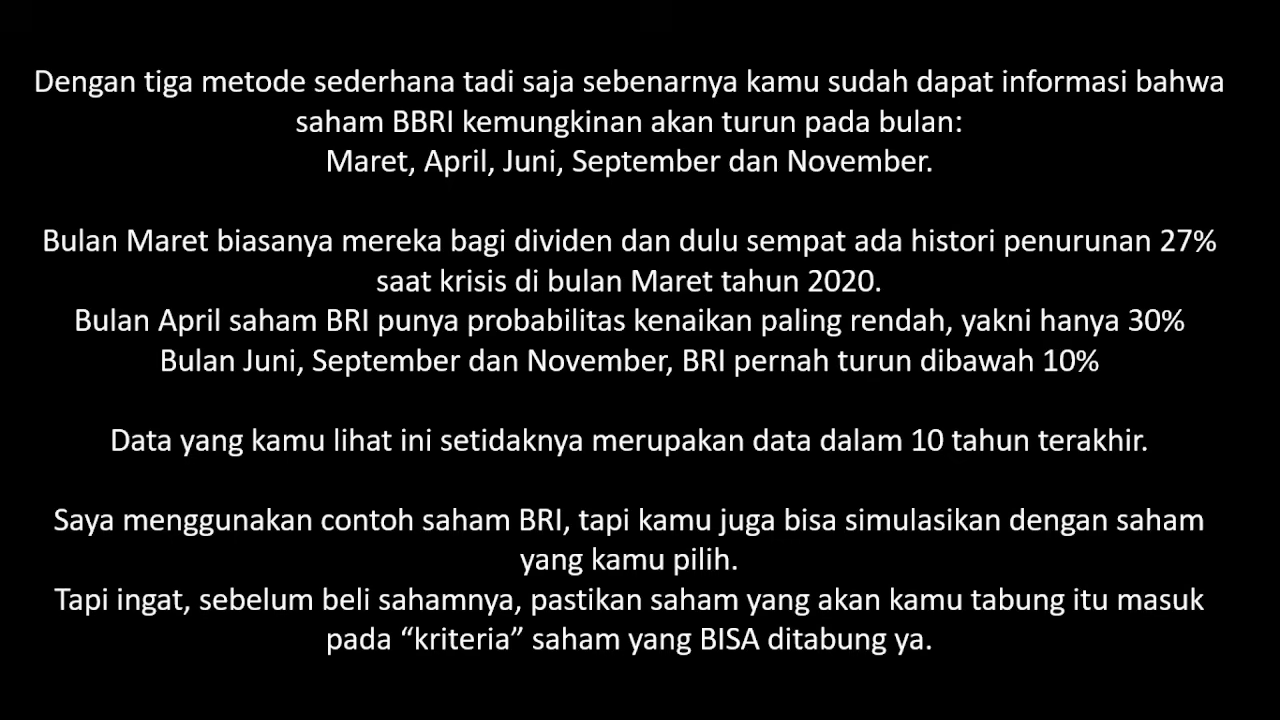 Dengan tiga metode sederhana tadi saja sebenarnya kamu sudah dapat informasi bahwa
saham BBRI kemungkinan akan turun pada bulan:
Maret, April, Juni, September dan November.
Bulan Maret biasanya mereka bagi dividen dan dulu sempat ada histori penurunan 27%
saat krisis di bulan Maret tahun 2020.
Bulan April saham BRI punya probabilitas kenaikan paling rendah, yakni hanya 30%
Bulan Juni, September dan November, BRI pernah turun dibawah 10%
Data yang kamu lihat ini setidaknya merupakan data dalam 10 tahun terakhir.
Saya menggunakan contoh saham BRI, tapi kamu juga bisa simulasikan dengan saham
yang kamu pilih.
Tapi ingat, sebelum beli sahamnya, pastikan saham yang akan kamu tabung itu masuk
pada “kriteria” saham yang BISA ditabung ya.